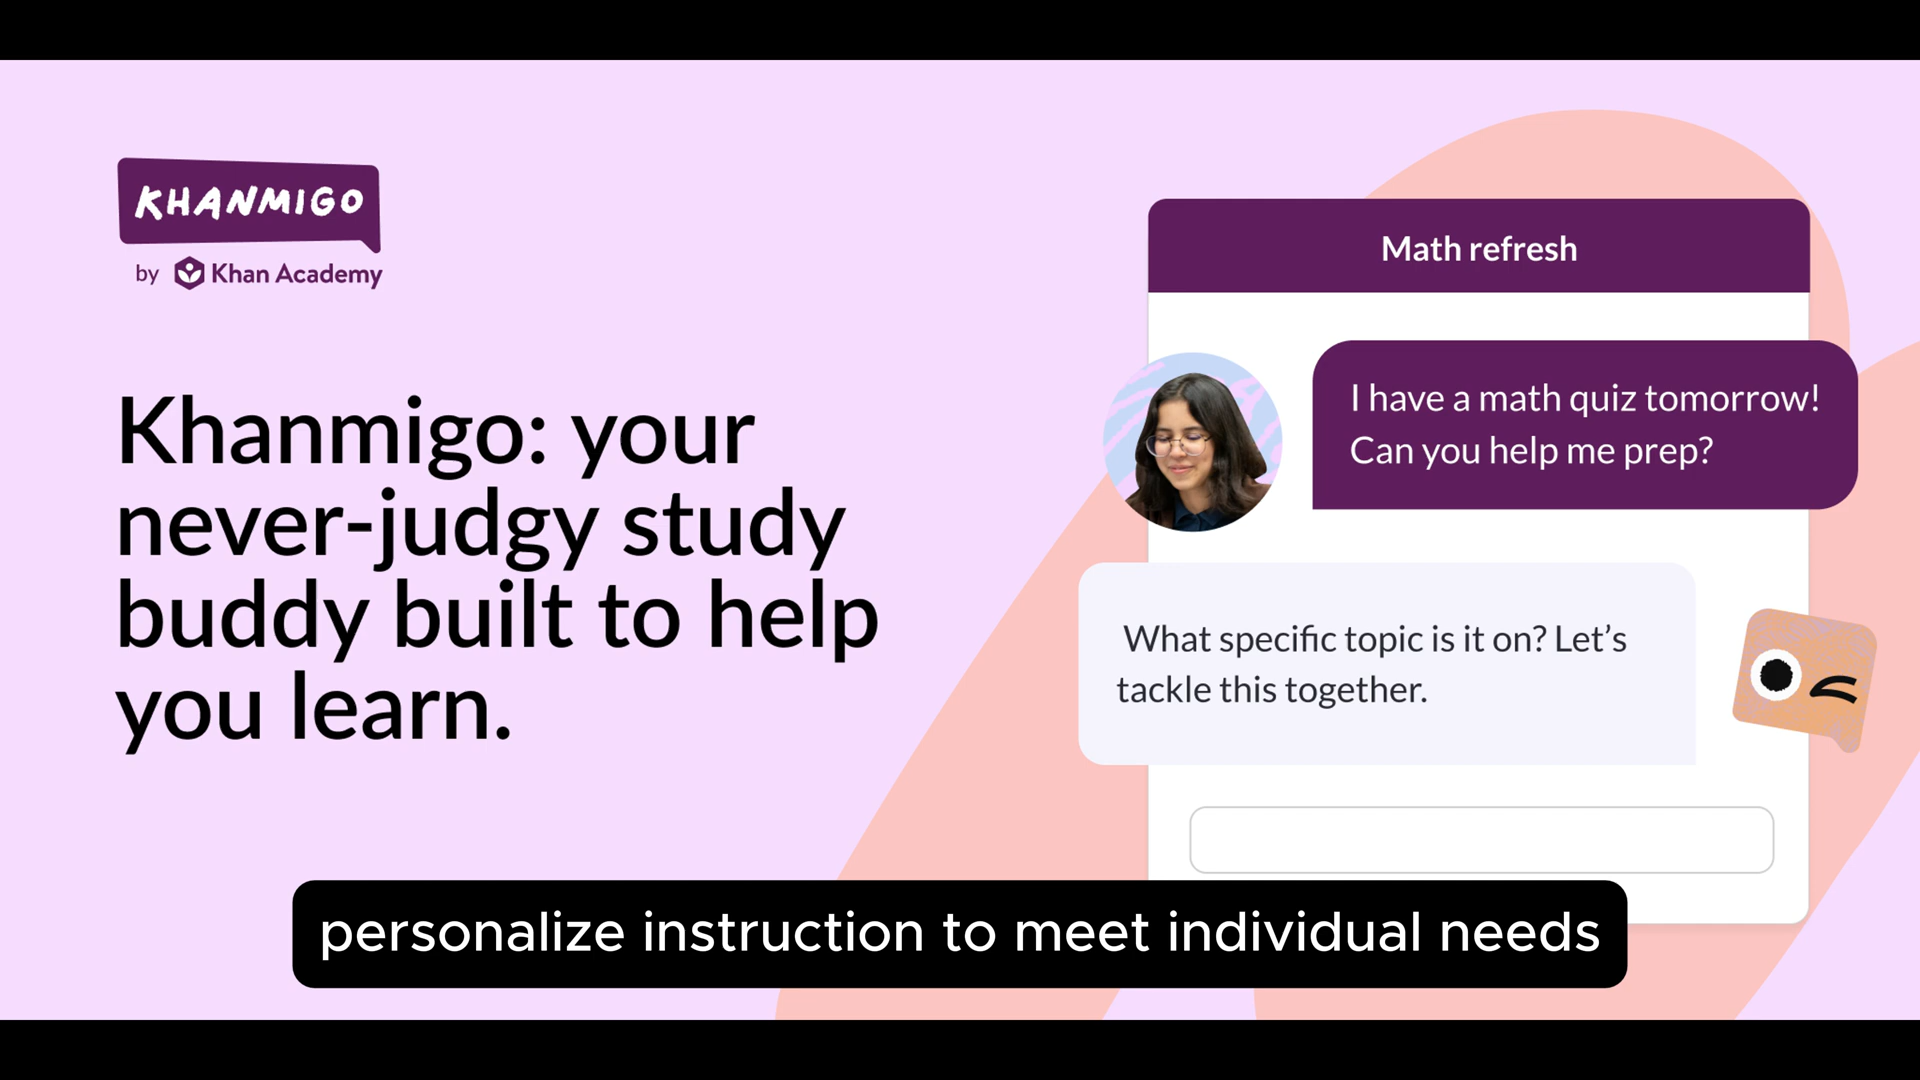 KHANMIGO
by Khan Academy
Khanmigo: your
never-judgy study
buddy built to help
you learn.
Math refresh
I have a math quiz tomorrow!
Can you help me prep?
What specific topic is it on? Let’s
tackle this together.
personalize instruction to meet individual needs